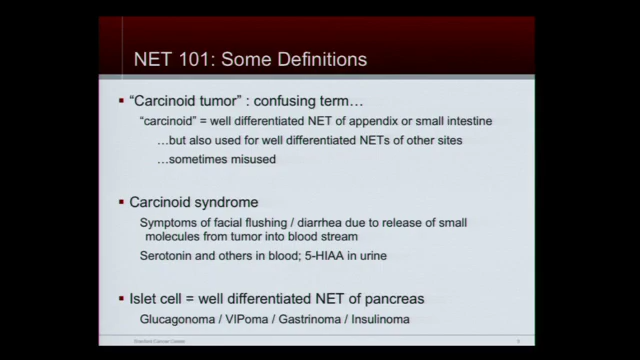 NET 101: Some Definitions
"Carcinoid tumor" : confusing term…
"carcinoid" = well differentiated NET of appendix or small intestine
…but also used for well differentiated NETs of other sites
…sometimes misused
Carcinoid syndrome
Symptoms of facial flushing / diarrhea due to release of small
molecules from tumor into blood stream
Serotonin and others in blood; 5-HIAA in urine
Islet cell = well differentiated NET of pancreas
Glucagonoma / VIPoma / Gastrinoma / Insulinoma
Stanford Cancer Center